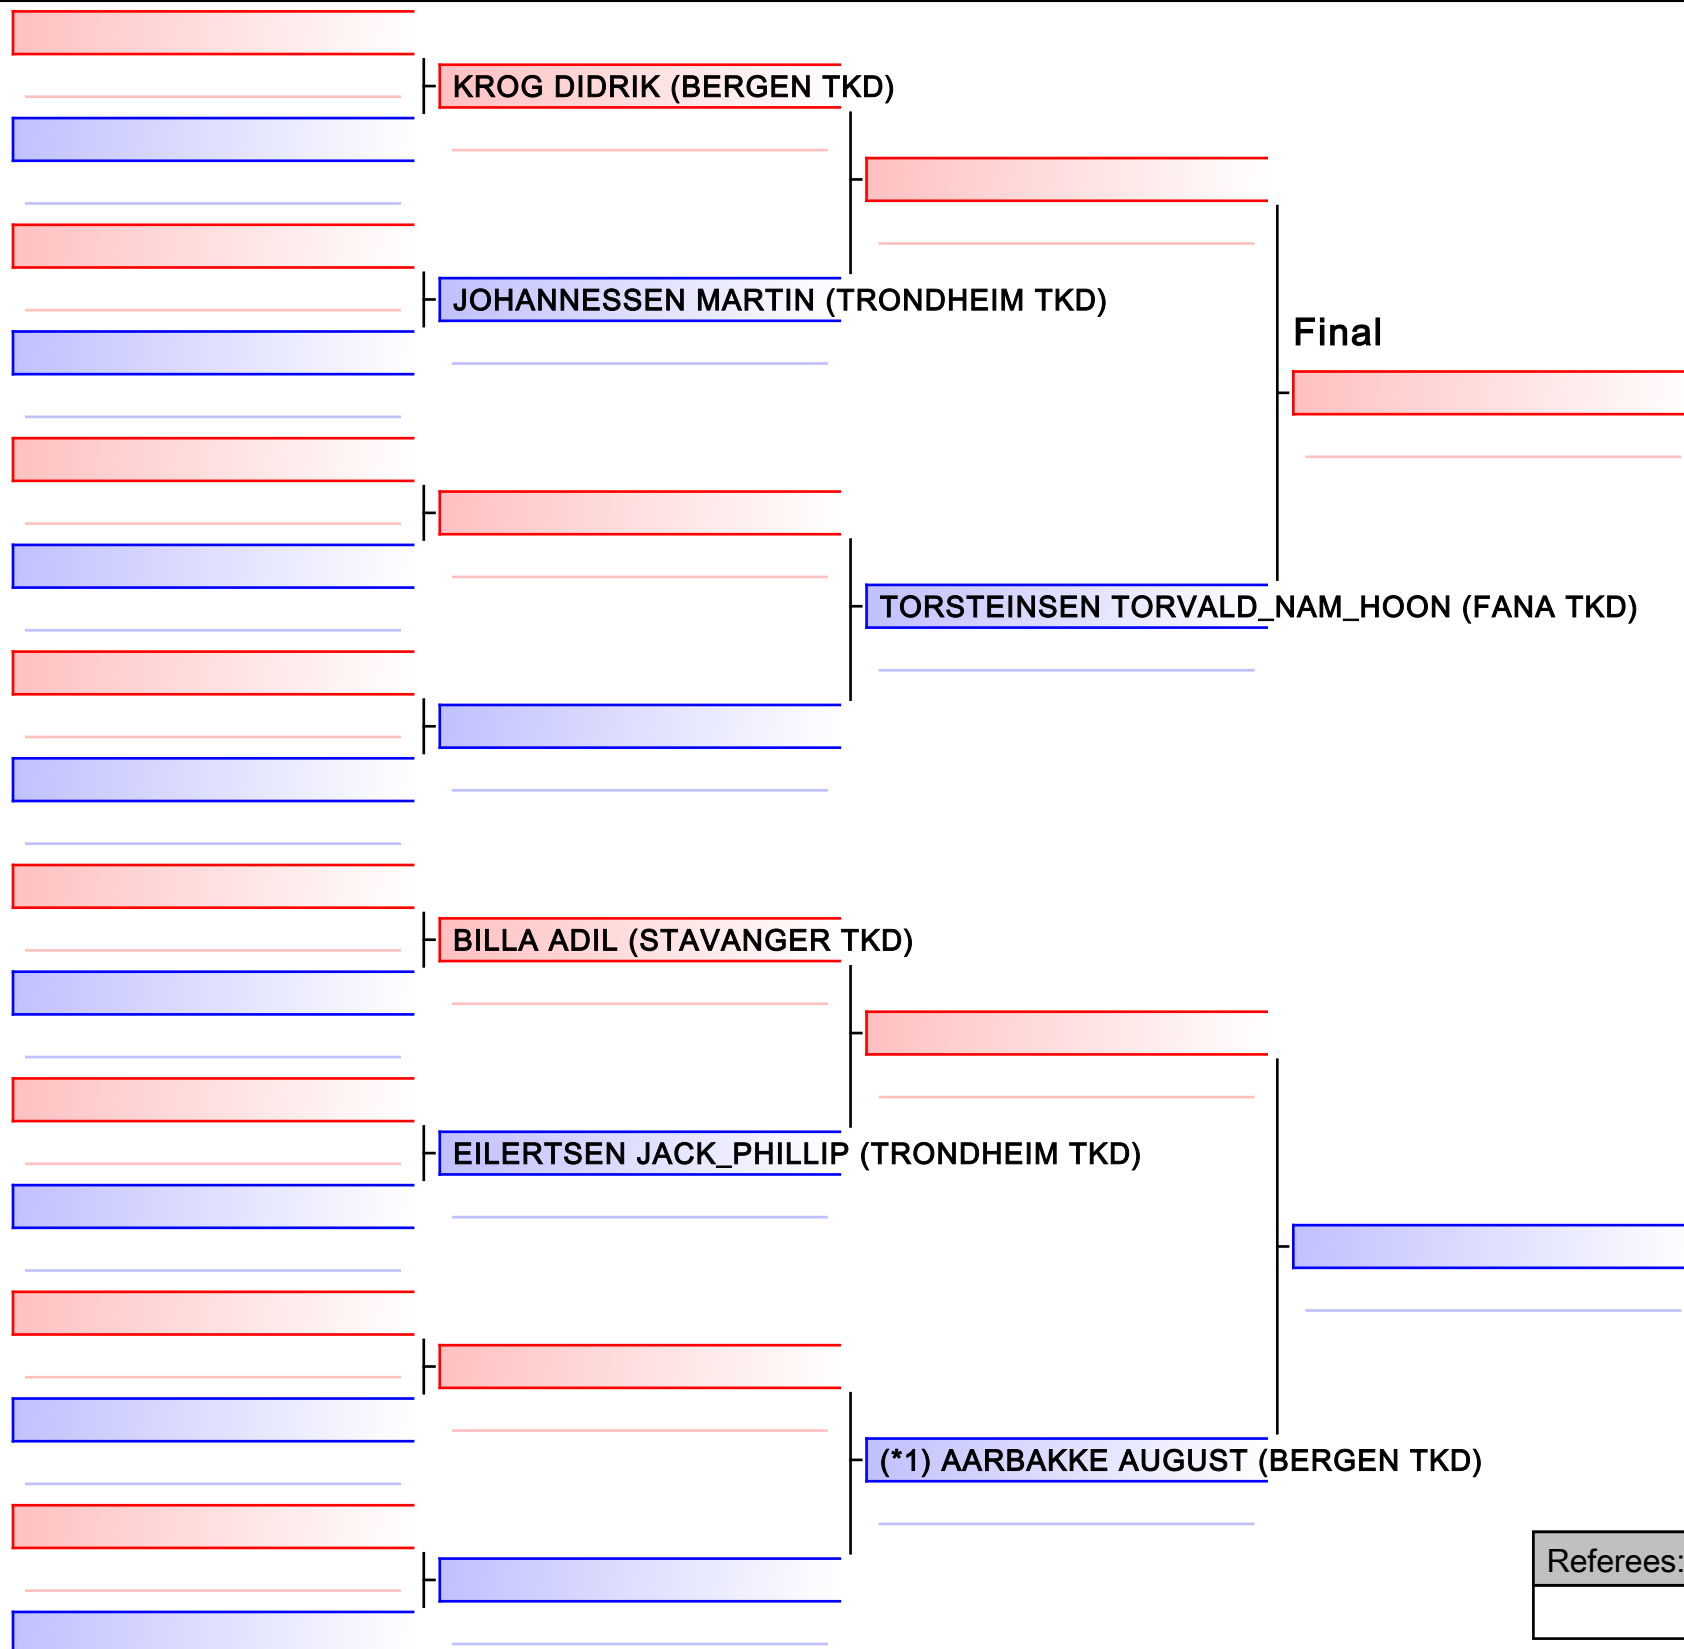 KROG DIDRIK (BERGEN TKD)
JOHANNESSEN MARTIN (TRONDHEIM TKD)
Final
TORSTEINSEN TORVALD_NAM_HOON (FANA TKD)
BILLA ADIL (STAVANGER TKD)
EILERTSEN JACK_PHILLIP (TRONDHEIM TKD)
(*1) AARBAKKE AUGUST (BERGEN TKD)
Referees: